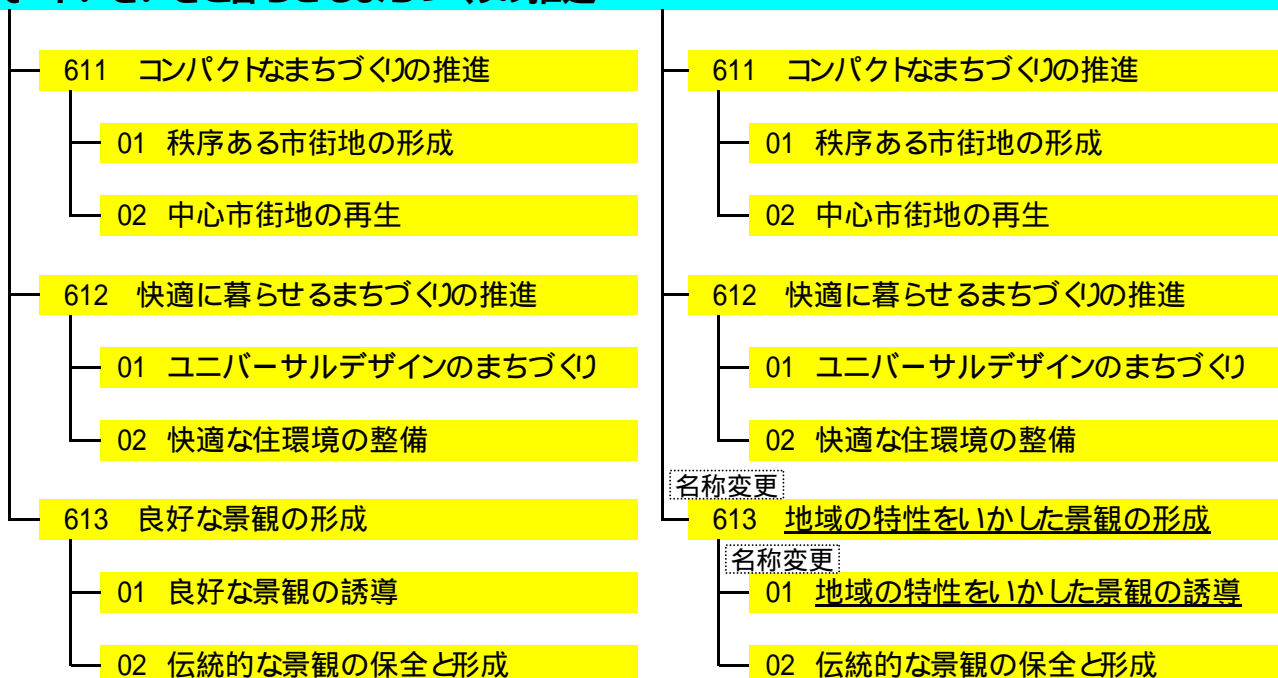 611 コンパクトなまちづくりの推進
01 秩序ある市街地の形成
02 中心市街地の再生
612 快適に暮らせるまちづくりの推進
01 ユニバーサルデザインのまちづくり
02 快適な住環境の整備
613 良好な景観の形成
01 良好な景観の誘導
02 伝統的な景観の保全と形成
611 コンパクトなまちづくりの推進
01 秩序ある市街地の形成
02 中心市街地の再生
612 快適に暮らせるまちづくりの推進
01 ユニバーサルデザインのまちづくり
02 快適な住環境の整備
名称変更
613 地域の特性をいかした景観の形成
名称変更
01 地域の特性をいかした景観の誘導
02 伝統的な景観の保全と形成